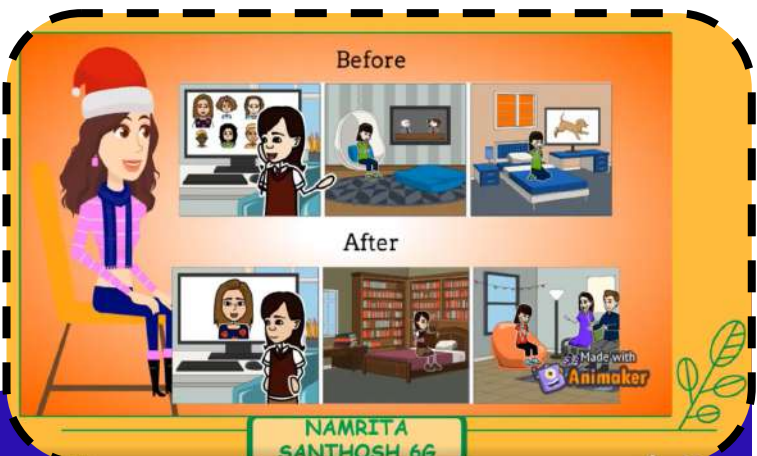 Before
After
Made with
Animaker
NAMRITA
SANTHOSH 6G